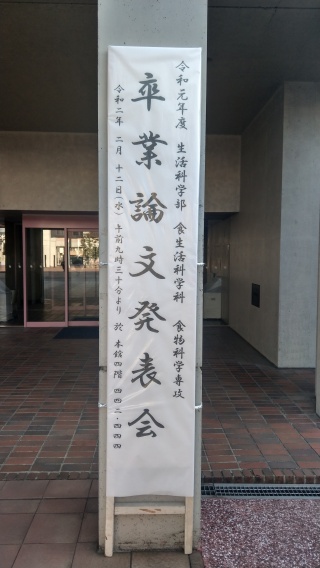 令和元年度 生活科学部 食生活科学科 食物科学専攻
卒業論文発表会
令和二年 二月 十二日(水) 午前九時三十分より 於 本館四階 四四二・四四四